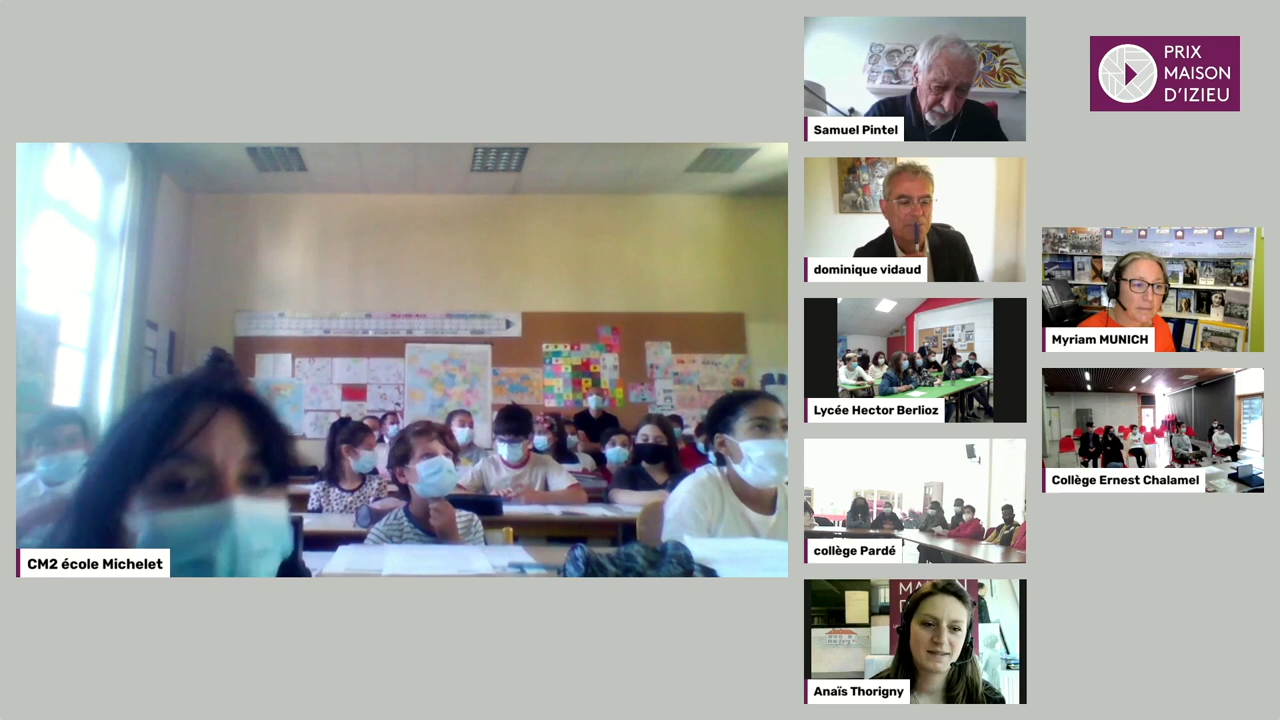 CM2 école Michelet
Samuel Pintel
dominique vidaud
Lycée Hector Berlioz
collège Pardé
Anaïs Thorigny
PRIX
MAISON
D'IZIEU
Myriam MUNICH
Collège Ernest Chalamel